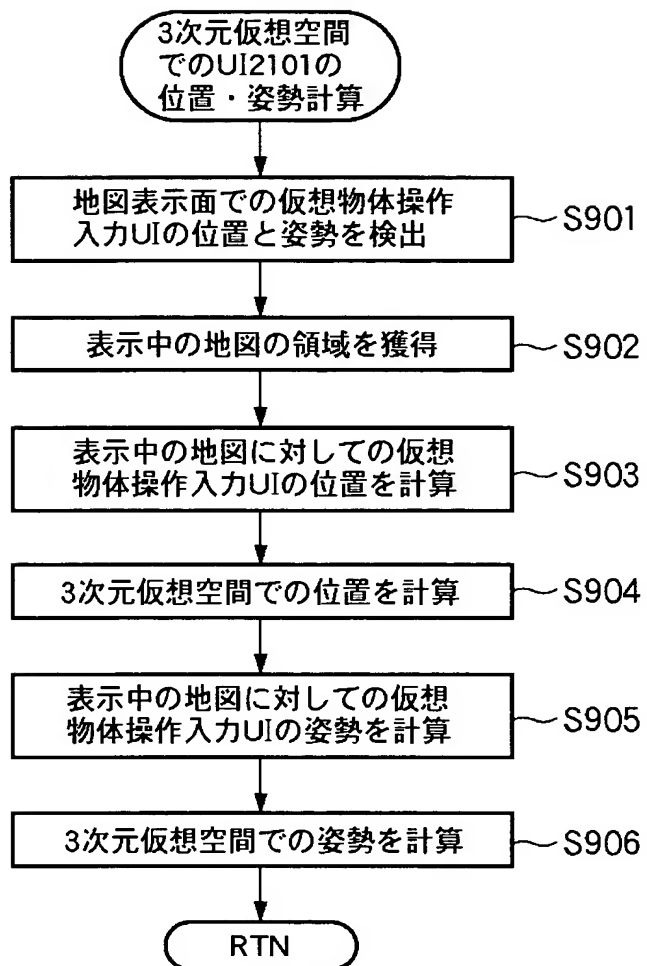 3次元仮想空間
でのUI2101の
位置・姿勢計算
地図表示面での仮想物体操作
入力UIの位置と姿勢を検出
S901
表示中の地図の領域を獲得
S902
表示中の地図に対しての仮想
物体操作入力UIの位置を計算
S903
3次元仮想空間での位置を計算
S904
表示中の地図に対しての仮想
物体操作入力UIの姿勢を計算
S905
3次元仮想空間での姿勢を計算
S906
RTN